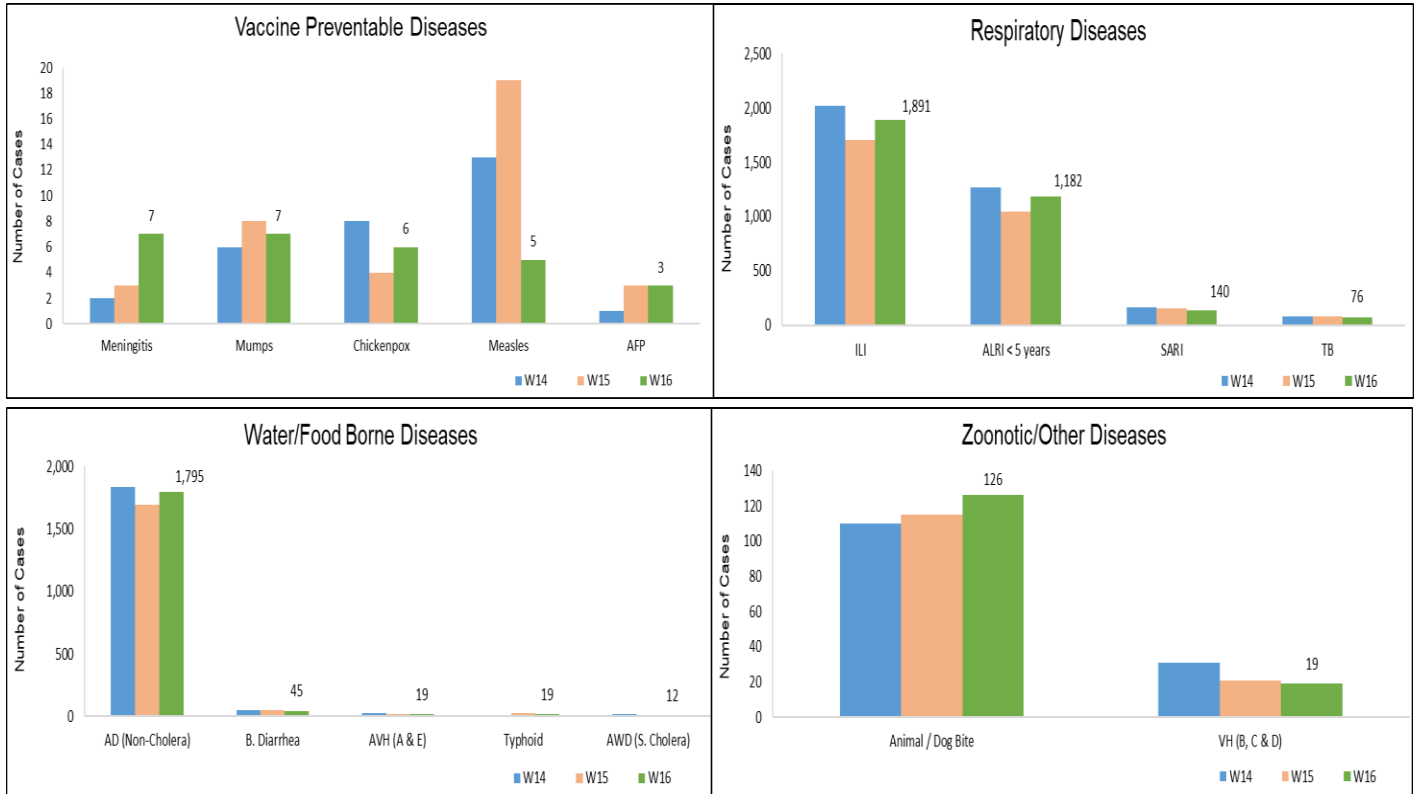 Vaccine Preventable Diseases
Number of Cases
20
18
16
14
12
10
8
6
4
2
0
7
7
6
5
3
Meningitis Mumps Chickenpox Measles AFP
W14 W15 W16
Respiratory Diseases
Number of Cases
2,500
2,000
1,500
1,000
500
0
1,891
1,182
140
76
ILI ALRI < 5 years SARI TB
W14 W15 W16
Water/Food Borne Diseases
Number of Cases
2,000
1,500
1,000
500
0
1,795
45
19
19
12
AD (Non-Cholera) B. Diarrhea AVH (A & E) Typhoid AWD (S. Cholera)
W14 W15 W16
Zoonotic/Other Diseases
Number of Cases
140
120
100
80
60
40
20
0
126
19
Animal / Dog Bite VH (B, C & D)
W14 W15 W16